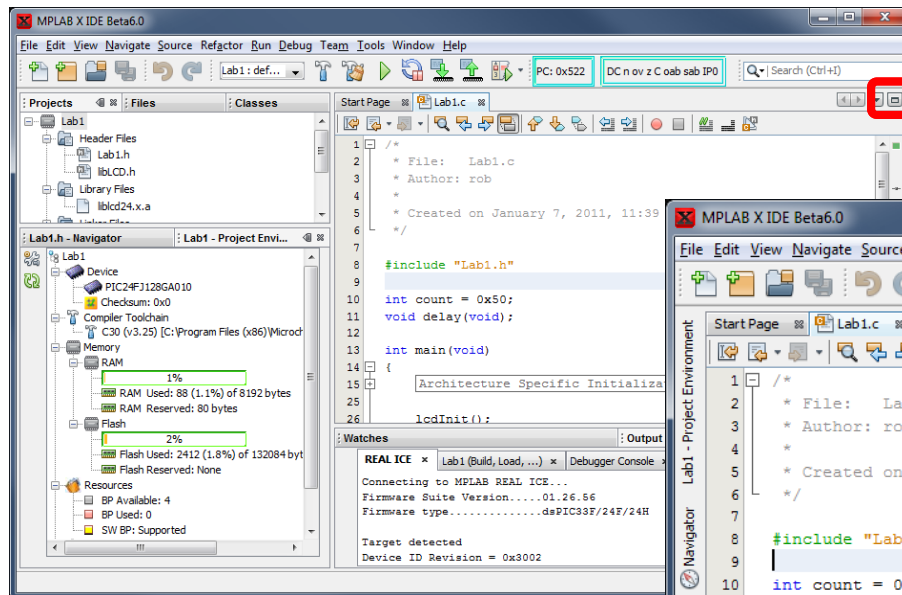 MPLAB X IDE Beta6.0
File Edit View Navigate Source Refactor Run Debug Team Tools Window Help
Lab1 : def... PC: 0x522 DC n ov z C oab sab IP0 Search (Ctrl+I)
Projects Files Classes
Lab1
Header Files
Lab1.h
libLCD.h
Library Files
liblcd24.x.a
Lab1.h - Navigator Lab1 - Project Envi...
Lab1
Device
PIC24FJ128GA010
Checksum: 0x0
Compiler Toolchain
C30 (v3.25) [C:\Program Files (x86)\Microch
Memory
RAM
1%
RAM Used: 88 (1.1%) of 8192 bytes
RAM Reserved: 80 bytes
Flash
2%
Flash Used: 2412 (1.8%) of 132084 byt
Flash Reserved: None
Resources
BP Available: 4
BP Used: 0
SW BP: Supported
Start Page Lab1.c
1 /*
2 * File: Lab1.c
3 * Author: rob
4 *
5 * Created on January 7, 2011, 11:39
6 */
7
8 #include "Lab1.h"
9
10 int count = 0x50;
11 void delay(void);
12
13 int main(void)
14 {
15 Architecture Specific Initializa
25
26 lcdInit();
Watches Output
REAL ICE Lab1 (Build, Load, ...) Debugger Console
Connecting to MPLAB REAL ICE...
Firmware Suite Version.....01.26.56
Firmware type..............dsPIC33F/24F/24H
Target detected
Device ID Revision = 0x3002
MPLAB X IDE Beta6.0
File Edit View Navigate Source
Lab1 - Project Environment
Navigator
Start Page Lab1.c
1 /*
2 * File: La
3 * Author: ro
4 *
5 * Created on
6 */
7
8 #include "Lab
9
10 int count = 0